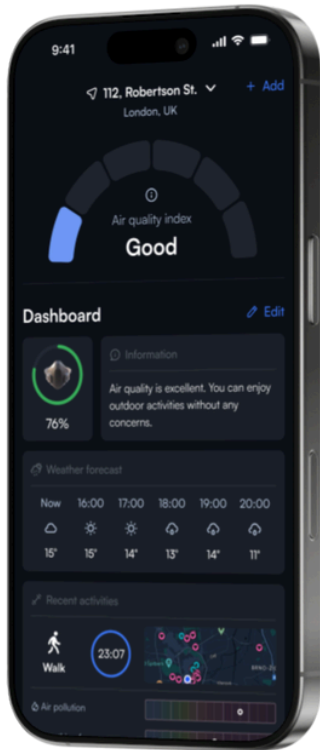 9:41
112, Robertson St.
+ Add
London, UK
Air quality index
Good
Dashboard
Edit
76%
Information
Air quality is excellent. You can enjoy
outdoor activities without any
concerns.
Weather forecast
Now 16:00 17:00 18:00 19:00 20:00
15° 15° 14° 13° 14° 11°
Recent activities
Walk
23:07
Air pollution